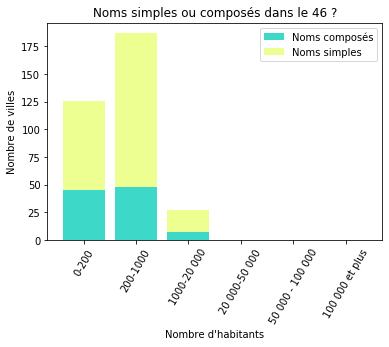 Noms simples ou composés dans le 46 ?
Noms composés
Noms simples
Nombre de villes
175
150
125
100
75
50
25
0
0-200
200-1000
1000-20 000
20 000-50 000
50 000 - 100 000
100 000 et plus
Nombre d'habitants